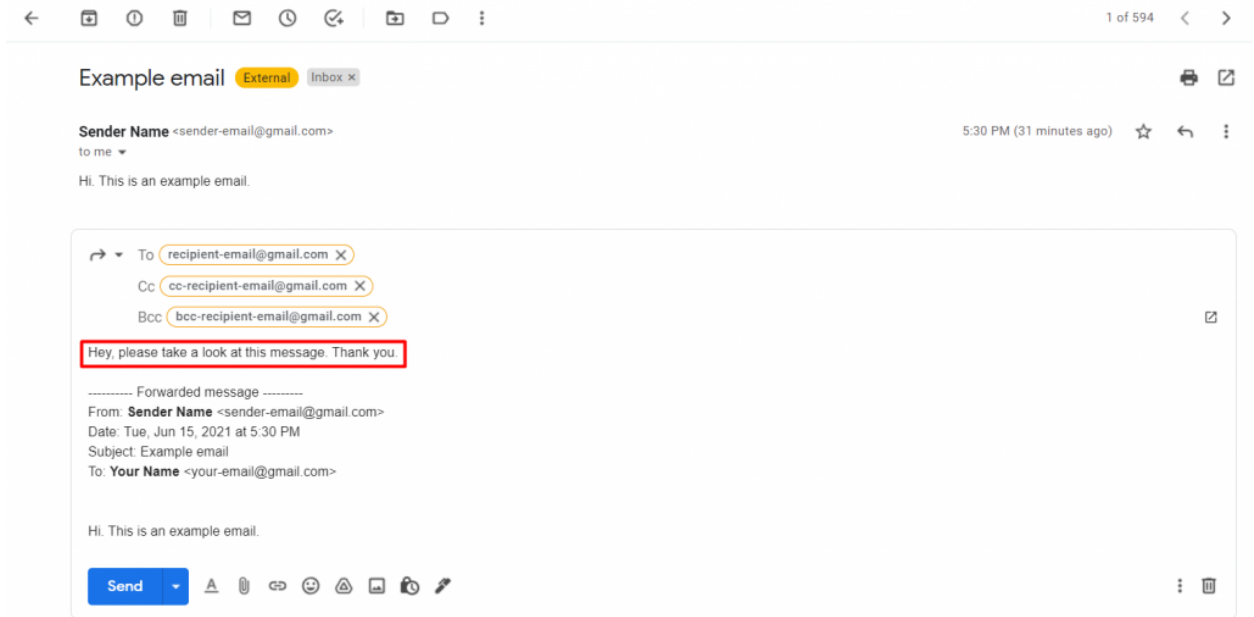 1 of 594
Example email External Inbox ×
Sender Name <sender-email@gmail.com> 5:30 PM (31 minutes ago)
to me
Hi. This is an example email.
To recipient-email@gmail.com X
Cc cc-recipient-email@gmail.com X
Bcc bcc-recipient-email@gmail.com X
Hey, please take a look at this message. Thank you.
---------- Forwarded message ---------
From: Sender Name <sender-email@gmail.com>
Date: Tue, Jun 15, 2021 at 5:30 PM
Subject: Example email
To: Your Name <your-email@gmail.com>
Hi. This is an example email.
Send